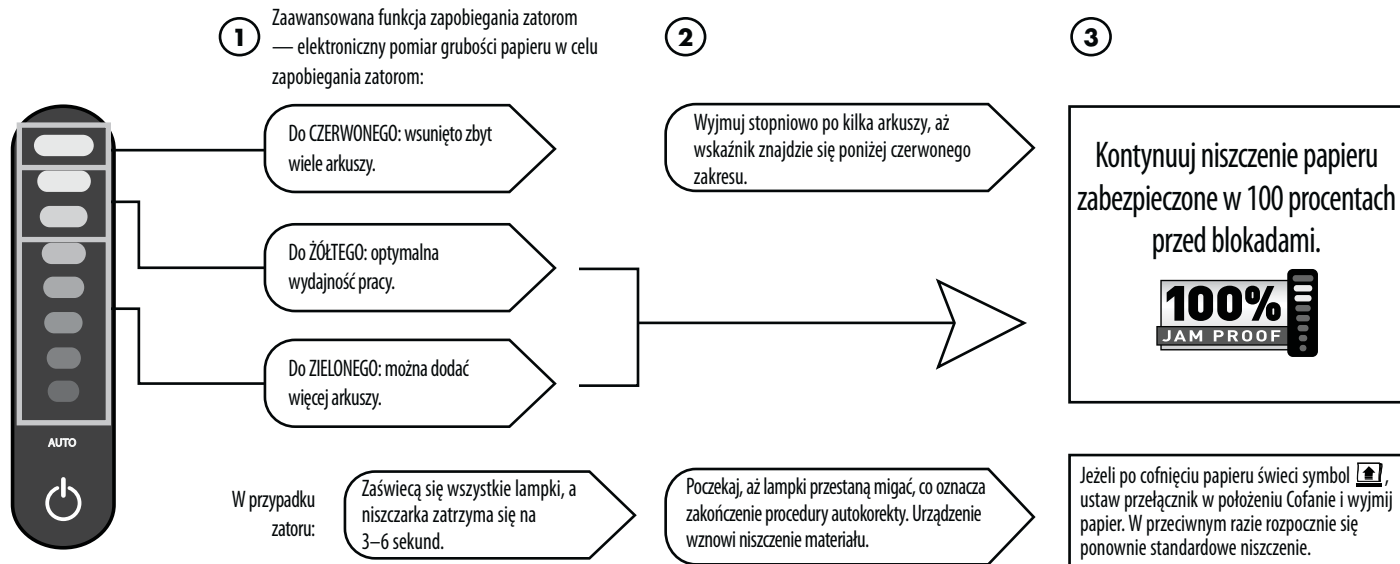 1
Zaawansowana funkcja zapobiegania zatorom
— elektroniczny pomiar grubości papieru w celu
zapobiegania zatorom:
2
3
Do CZERWONEGO: wsunięto zbyt
wiele arkuszy.
Wyjmuj stopniowo po kilka arkuszy, aż
wskaźnik znajdzie się poniżej czerwonego
zakresu.
Do ŻÓŁTEGO: optymalna
wydajność pracy.
Do ZIELONEGO: można dodać
więcej arkuszy.
Kontynuuj niszczenie papieru
zabezpieczone w 100 procentach
przed blokadami.
100%
JAM PROOF
AUTO
W przypadku
zatoru:
Zaświecą się wszystkie lampki, a
niszczarka zatrzyma się na
3–6 sekund.
Poczekaj, aż lampki przestaną migać, co oznacza
zakończenie procedury autokorekty. Urządzenie
wznowi niszczenie materiału.
Jeżeli po cofnięciu papieru świeci symbol ,
ustaw przełącznik w położeniu Cofanie i wyjmij
papier. W przeciwnym razie rozpocznie się
ponownie standardowe niszczenie.